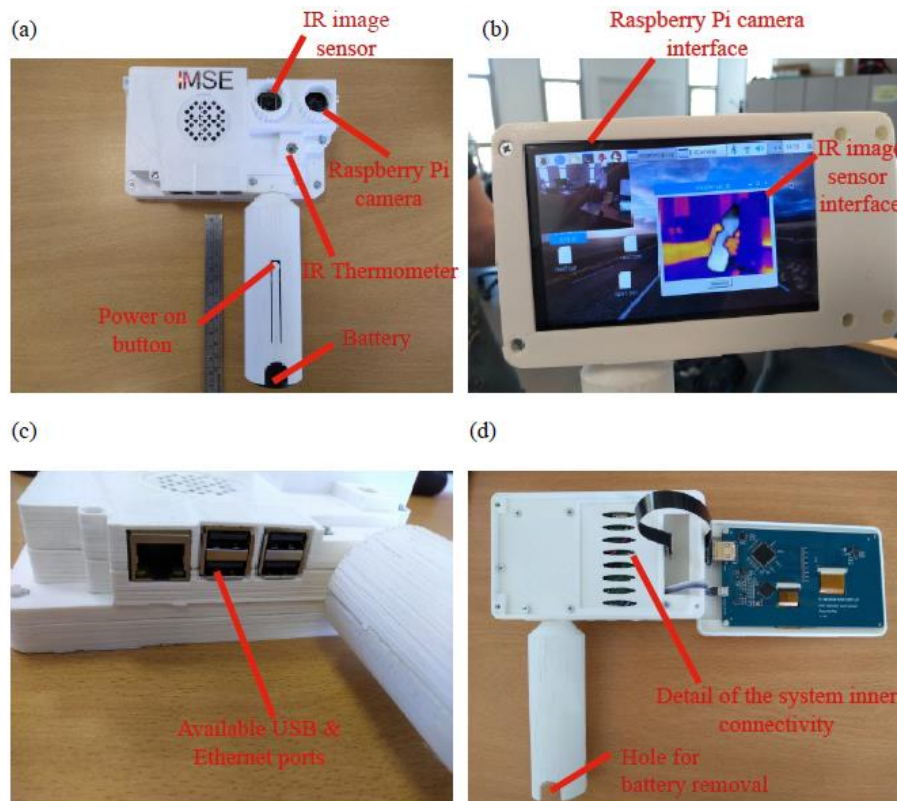 (a)
IR image
sensor
IMSE
Raspberry Pi
camera
IR Thermometer
Power on
button
Battery
(b)
Raspberry Pi camera
interface
IR image
sensor
interface
(c)
Available USB &
Ethernet ports
(d)
Detail of the system inner
connectivity
Hole for
battery removal